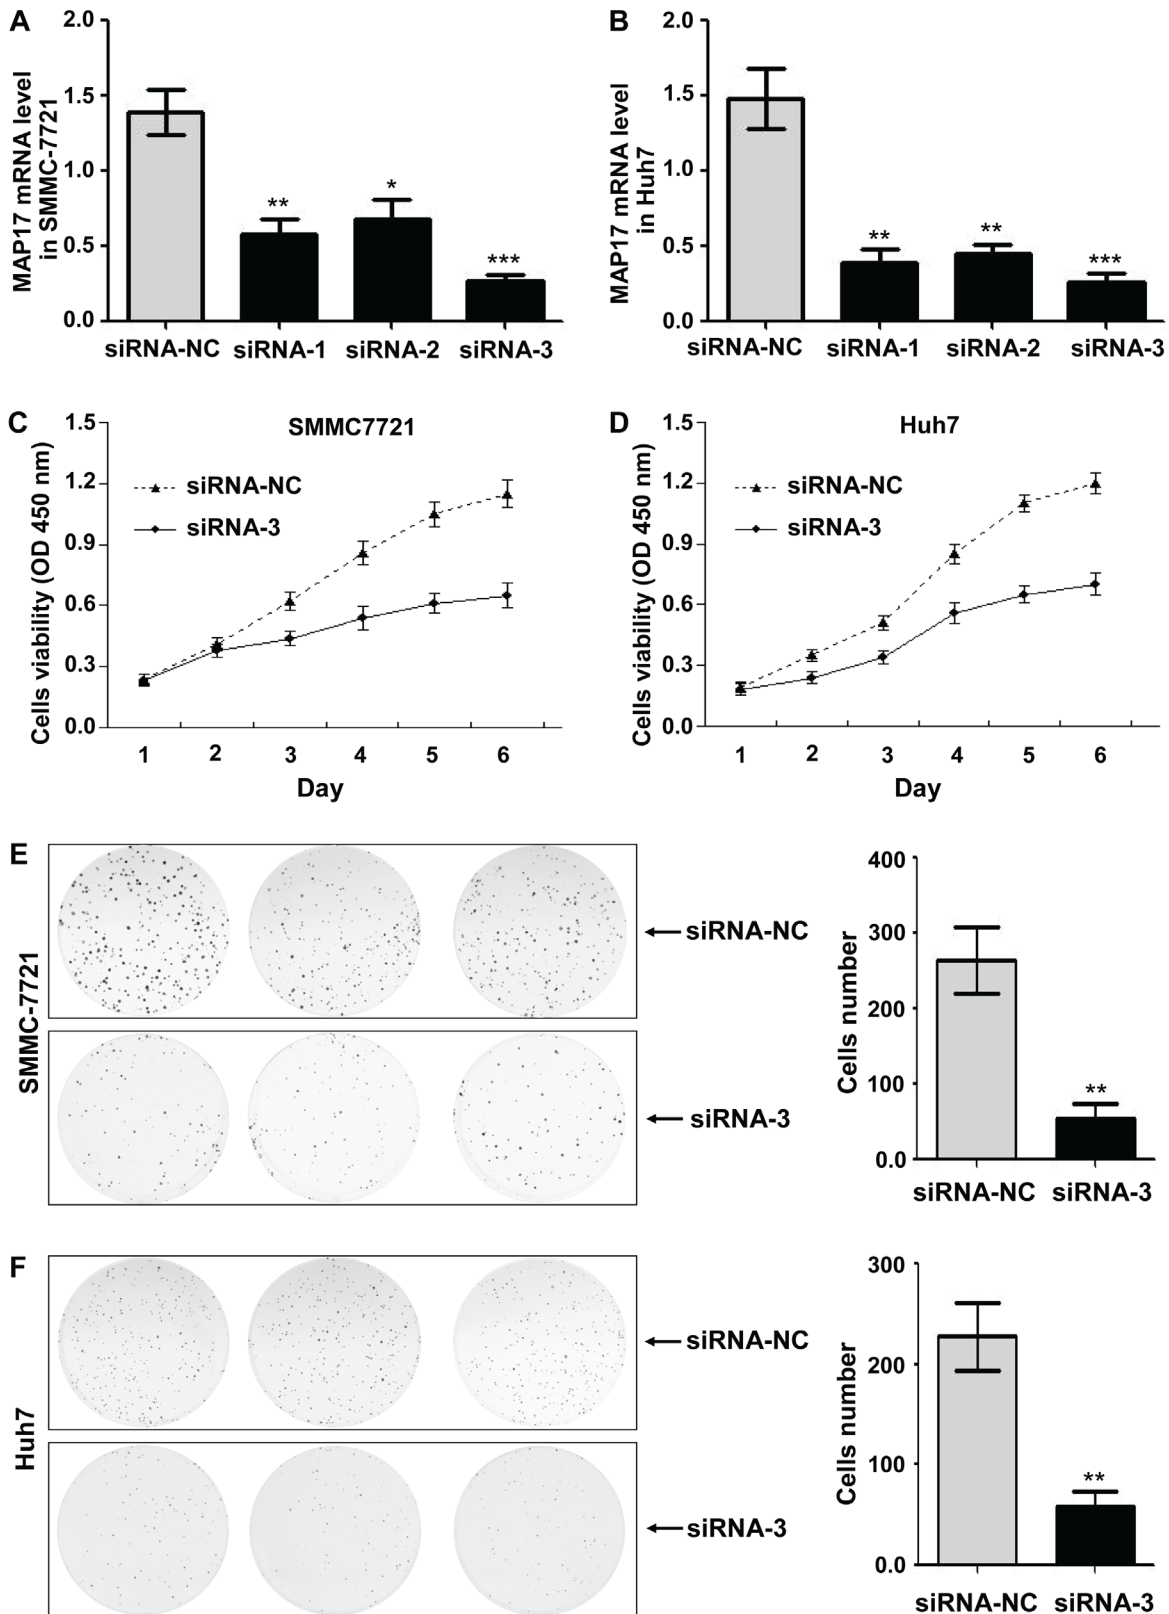 A
MAP17 mRNA level
in SMMC-7721
2.0
1.5
1.0
0.5
0.0
**
*
***
siRNA-NC siRNA-1 siRNA-2 siRNA-3
B
MAP17 mRNA level
in Huh7
2.0
1.5
1.0
0.5
0.0
**
**
***
siRNA-NC siRNA-1 siRNA-2 siRNA-3
C
SMMC7721
Cells viability (OD 450 nm)
1.5
1.2
0.9
0.6
0.3
0.0
siRNA-NC
siRNA-3
1 2 3 4 5 6
Day
D
Huh7
Cells viability (OD 450 nm)
1.5
1.2
0.9
0.6
0.3
0.0
siRNA-NC
siRNA-3
1 2 3 4 5 6
Day
E
SMMC-7721
siRNA-NC
siRNA-3
Cells number
400
300
200
100
0.0
**
siRNA-NC siRNA-3
F
Huh7
siRNA-NC
siRNA-3
Cells number
300
200
100
0.0
**
siRNA-NC siRNA-3